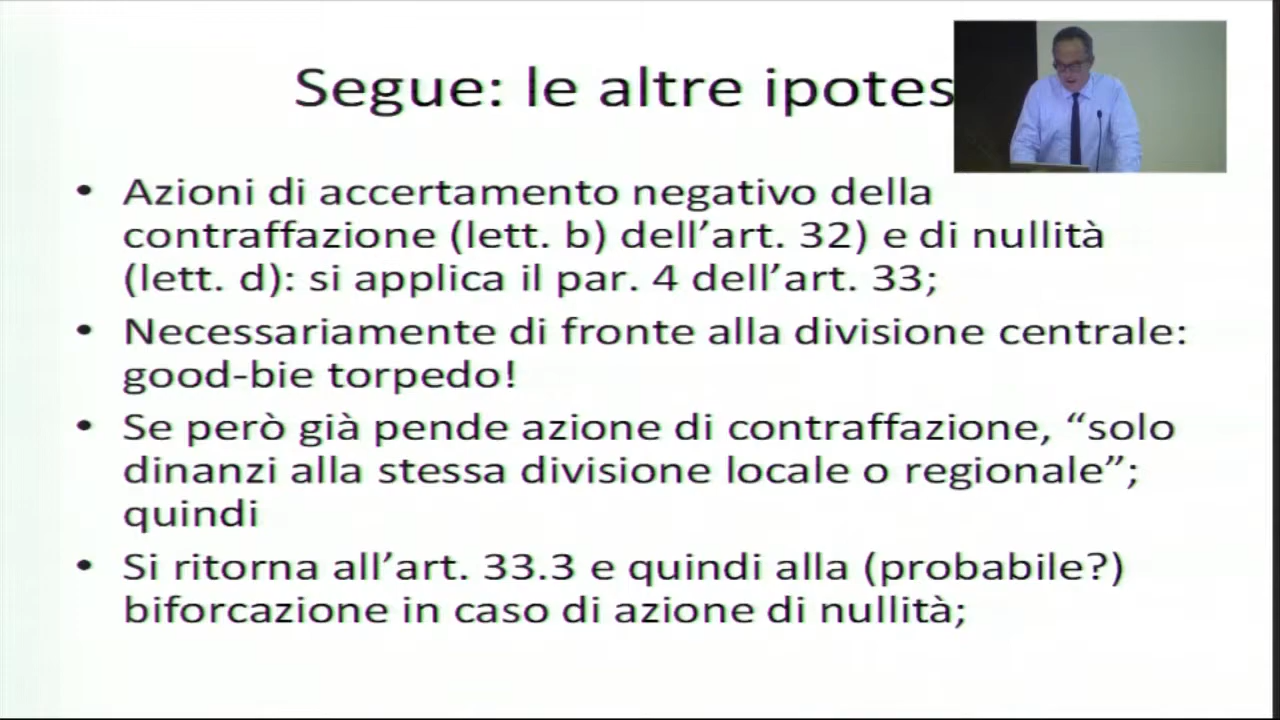 Segue: le altre ipotes
• Azioni di accertamento negativo della
contraffazione (lett. b) dell’art. 32) e di nullità
(lett. d): si applica il par. 4 dell’art. 33;
• Necessariamente di fronte alla divisione centrale:
good-bie torpedo!
• Se però già pende azione di contraffazione, “solo
dinanzi alla stessa divisione locale o regionale”;
quindi
• Si ritorna all’art. 33.3 e quindi alla (probabile?)
biforcazione in caso di azione di nullità;